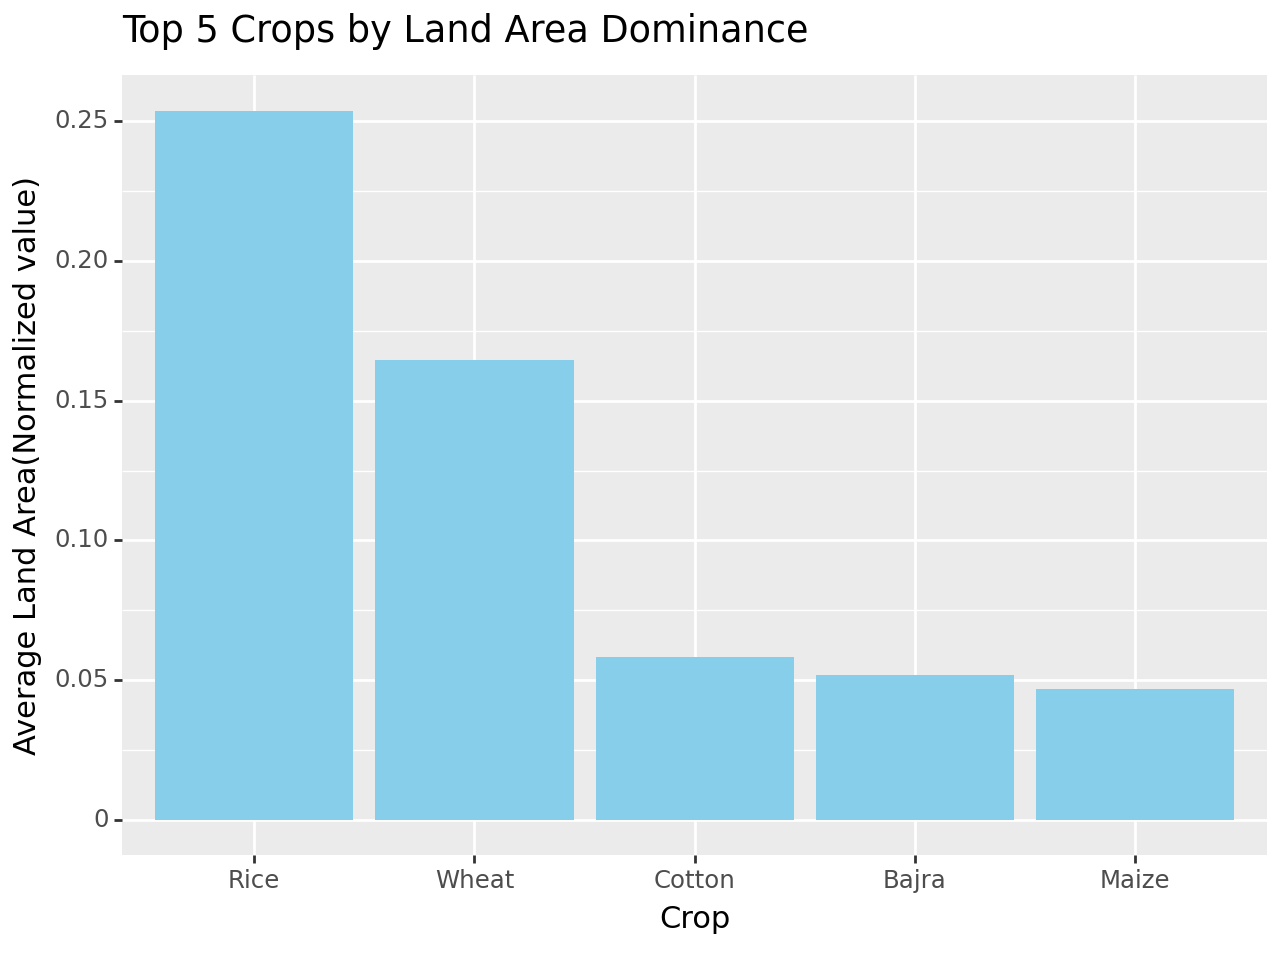 Top 5 Crops by Land Area Dominance
Average Land Area(Normalized value)
0.25
0.20
0.15
0.10
0.05
0
Rice Wheat Cotton Bajra Maize
Crop